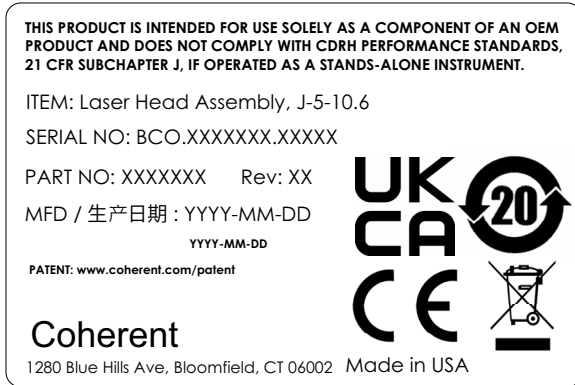 THIS PRODUCT IS INTENDED FOR USE SOLELY AS A COMPONENT OF AN OEM
PRODUCT AND DOES NOT COMPLY WITH CDRH PERFORMANCE STANDARDS,
21 CFR SUBCHAPTER J, IF OPERATED AS A STANDS-ALONE INSTRUMENT.
ITEM: Laser Head Assembly, J-5-10.6
SERIAL NO: BCO.XXXXXXX.XXXXX
PART NO: XXXXXXX Rev: XX
MFD / 生产日期 : YYYY-MM-DD
YYYY-MM-DD
PATENT: www.coherent.com/patent
UK
CA
20
CE
Coherent
1280 Blue Hills Ave, Bloomfield, CT 06002 Made in USA